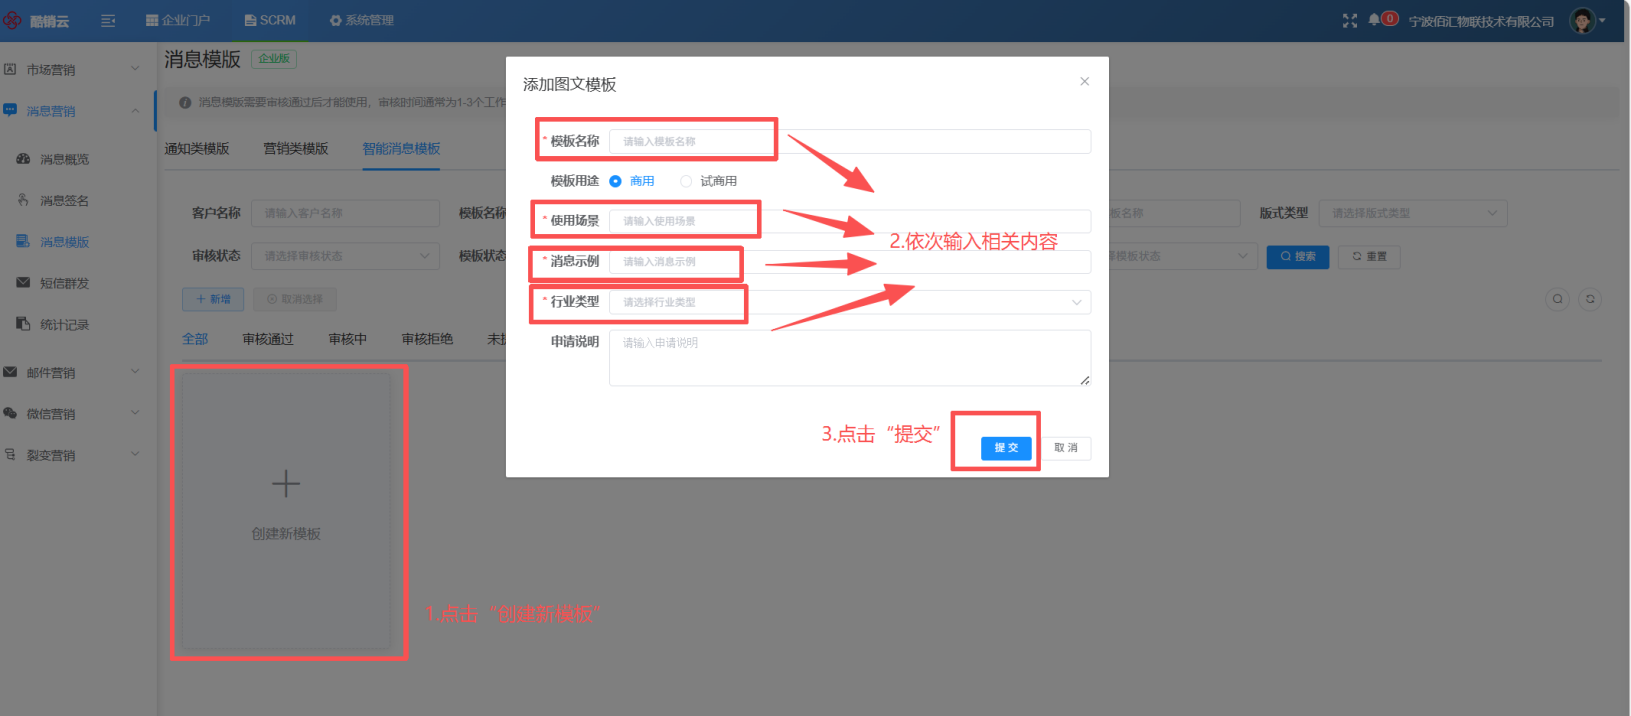 酷销云
企业门户
SCRM
系统管理
0
宁波佰汇物联技术有限公司
市场营销
消息营销
消息概览
消息签名
消息模版
短信群发
统计记录
邮件营销
微信营销
裂变营销
消息模版
企业版
消息模版需要审核通过后才能使用，审核时间通常为1-3个工作
通知类模版
营销类模版
智能消息模板
客户名称
请输入客户名称
模板名称
板名称
版式类型
请选择版式类型
审核状态
请选择审核状态
模板状态
模板状态
搜索
重置
新增
取消选择
全部
审核通过
审核中
审核拒绝
创建新模板
1.点击“创建新模板”
添加图文模板
* 模板名称
请输入模板名称
模板用途
商用
试商用
* 使用场景
请输入使用场景
* 消息示例
请输入消息示例
* 行业类型
请选择行业类型
申请说明
请输入申请说明
2.依次输入相关内容
3.点击“提交”
提 交
取 消